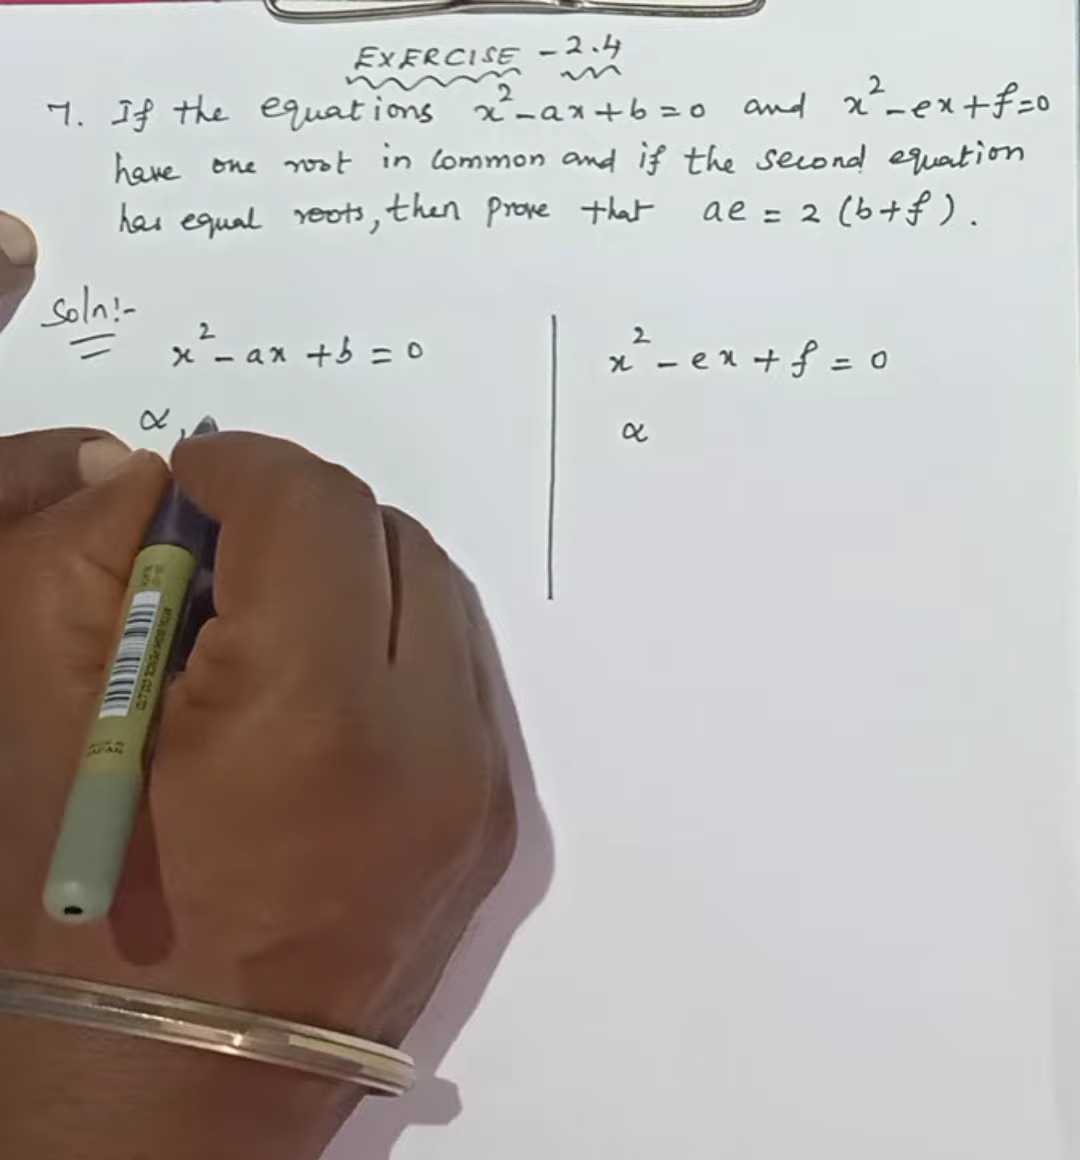 EXERCISE - 2.4
7. If the equations x² - ax + b = 0 and x² - ex + f = 0
have one root in common and if the second equation
has equal roots, then prove that ae = 2 (b + f).
Soln:-
x² - ax + b = 0
x² - ex + f = 0
α,
α